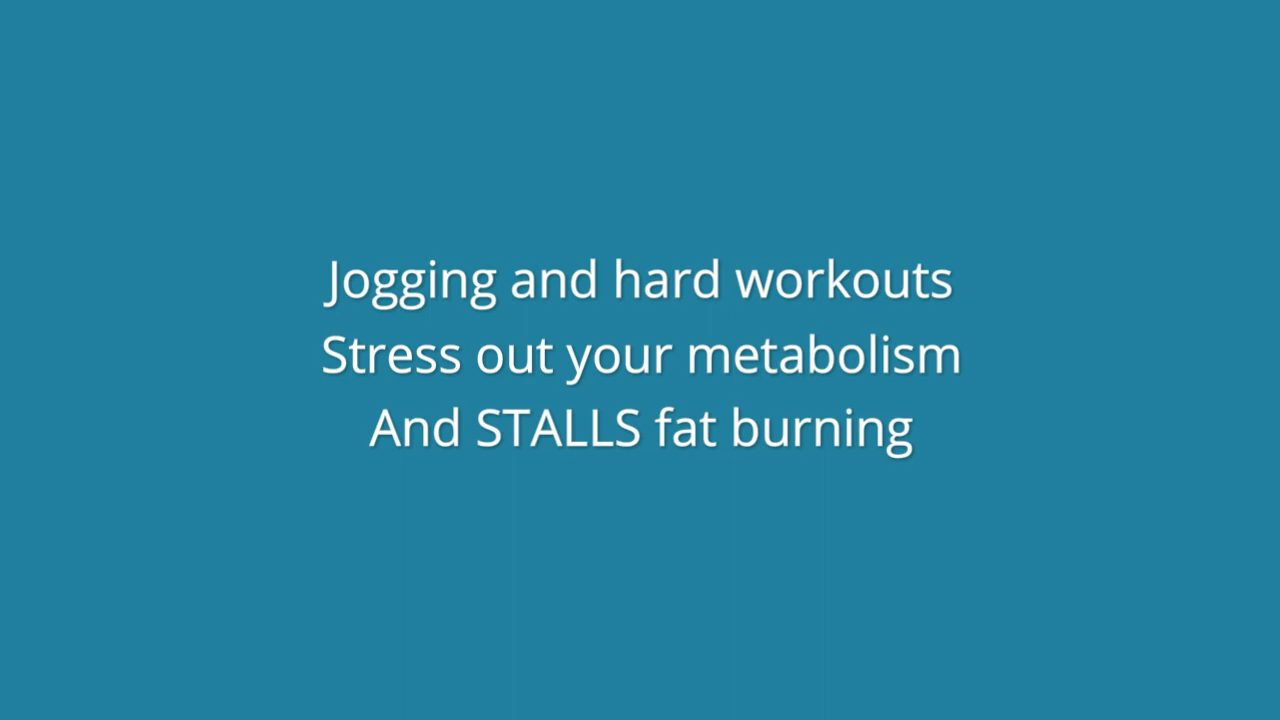 Jogging and hard workouts
Stress out your metabolism
And STALLS fat burning